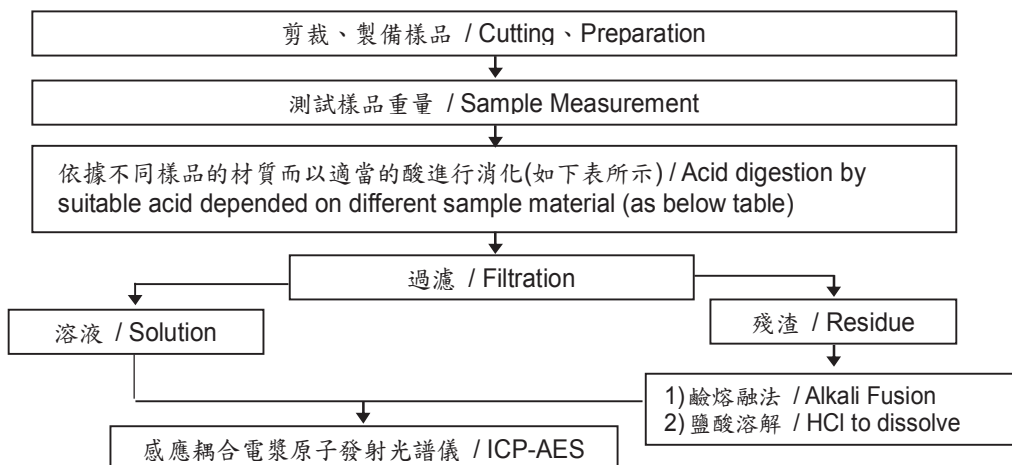 剪裁、製備樣品 / Cutting、Preparation
測試樣品重量 / Sample Measurement
依據不同樣品的材質而以適當的酸進行消化(如下表所示) / Acid digestion by
suitable acid depended on different sample material (as below table)
過濾 / Filtration
溶液 / Solution
殘渣 / Residue
1) 鹼熔融法 / Alkali Fusion
2) 鹽酸溶解 / HCl to dissolve
感應耦合電漿原子發射光譜儀 / ICP-AES